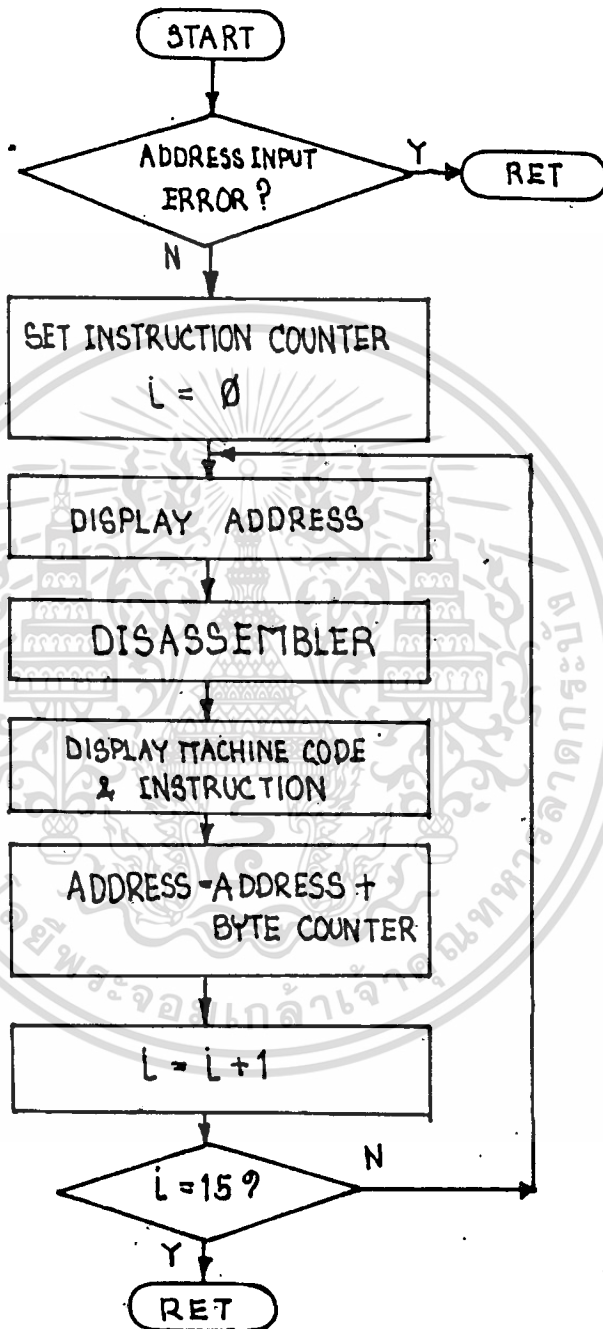 START
ADDRESS INPUT
ERROR?
Y
RET
N
SET INSTRUCTION COUNTER
i = Ø
DISPLAY ADDRESS
DISASSEMBLER
DISPLAY MACHINE CODE
& INSTRUCTION
ADDRESS = ADDRESS +
BYTE COUNTER
i = i + 1
i = 15?
N
Y
RET